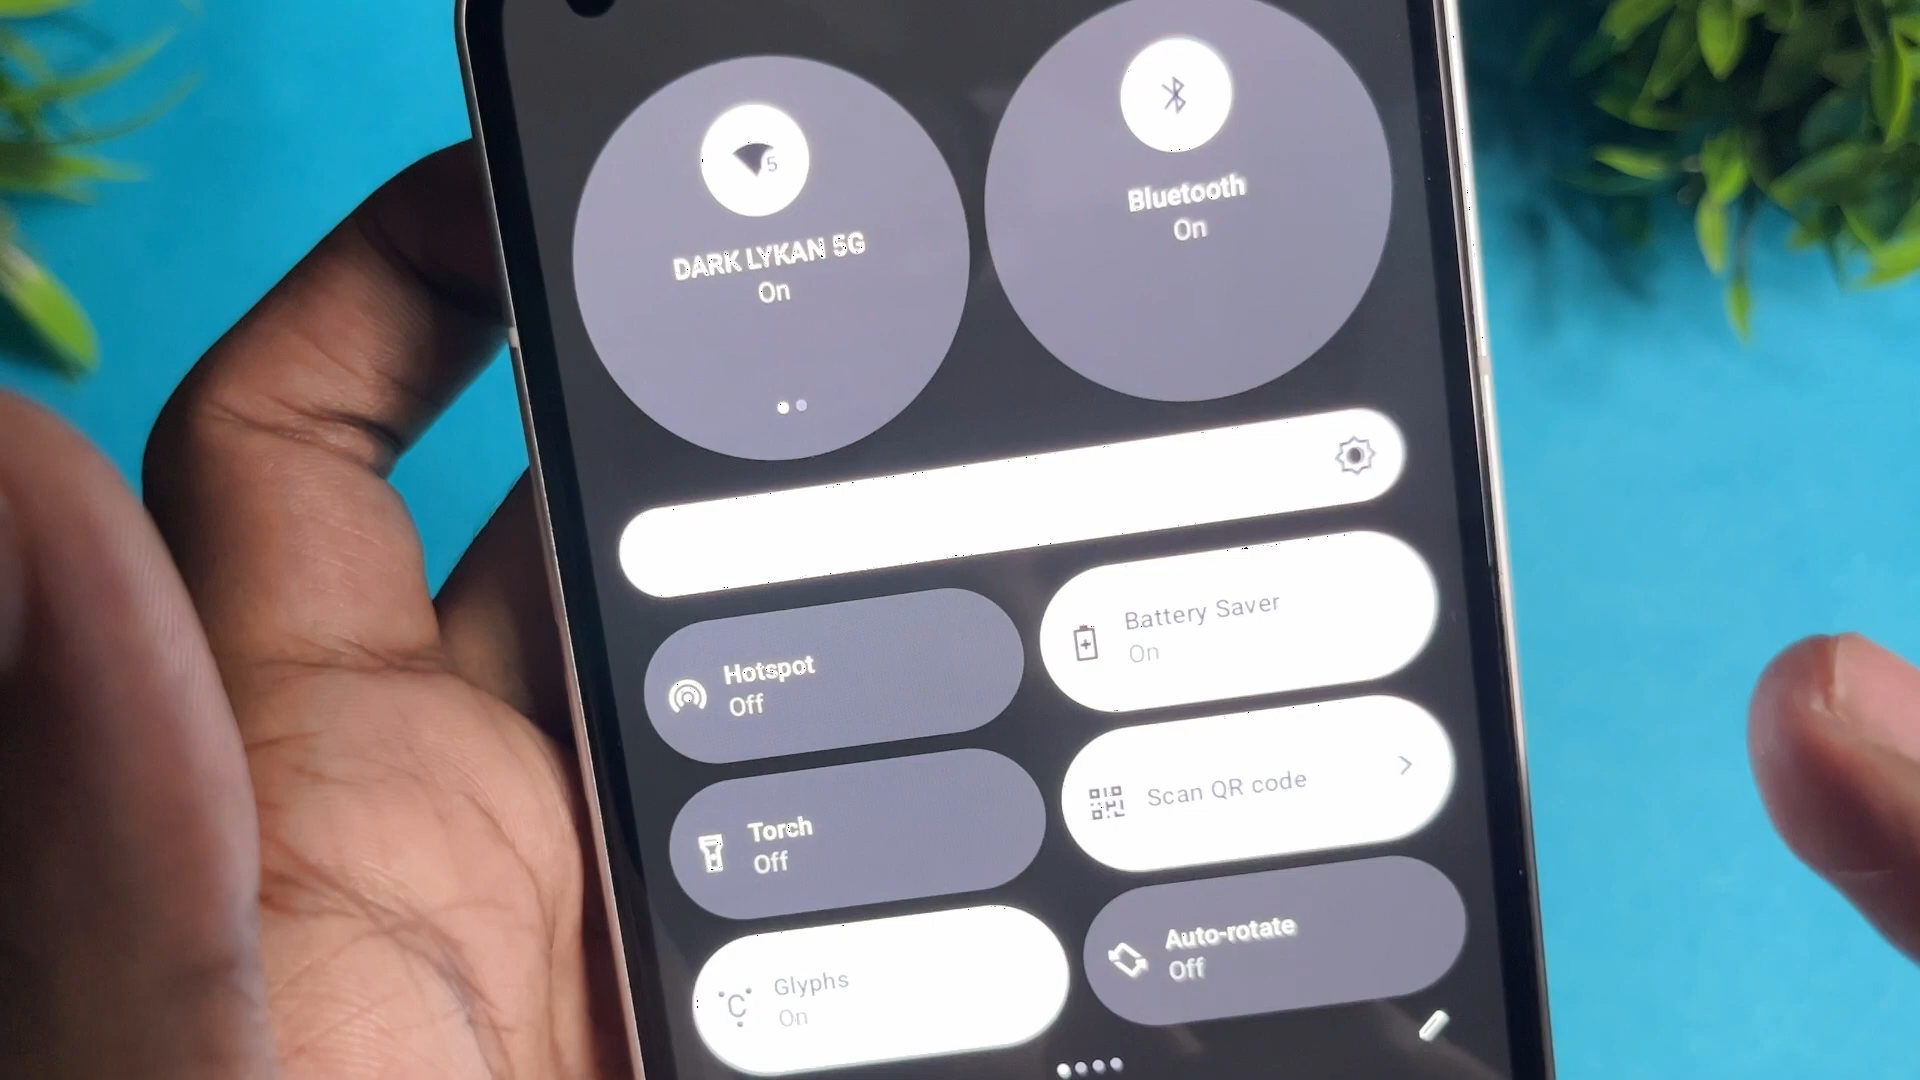 5
DARK LYKAN 5G
On
Bluetooth
On
Hotspot
Off
Battery Saver
On
Torch
Off
Scan QR code
Glyphs
On
Auto-rotate
Off